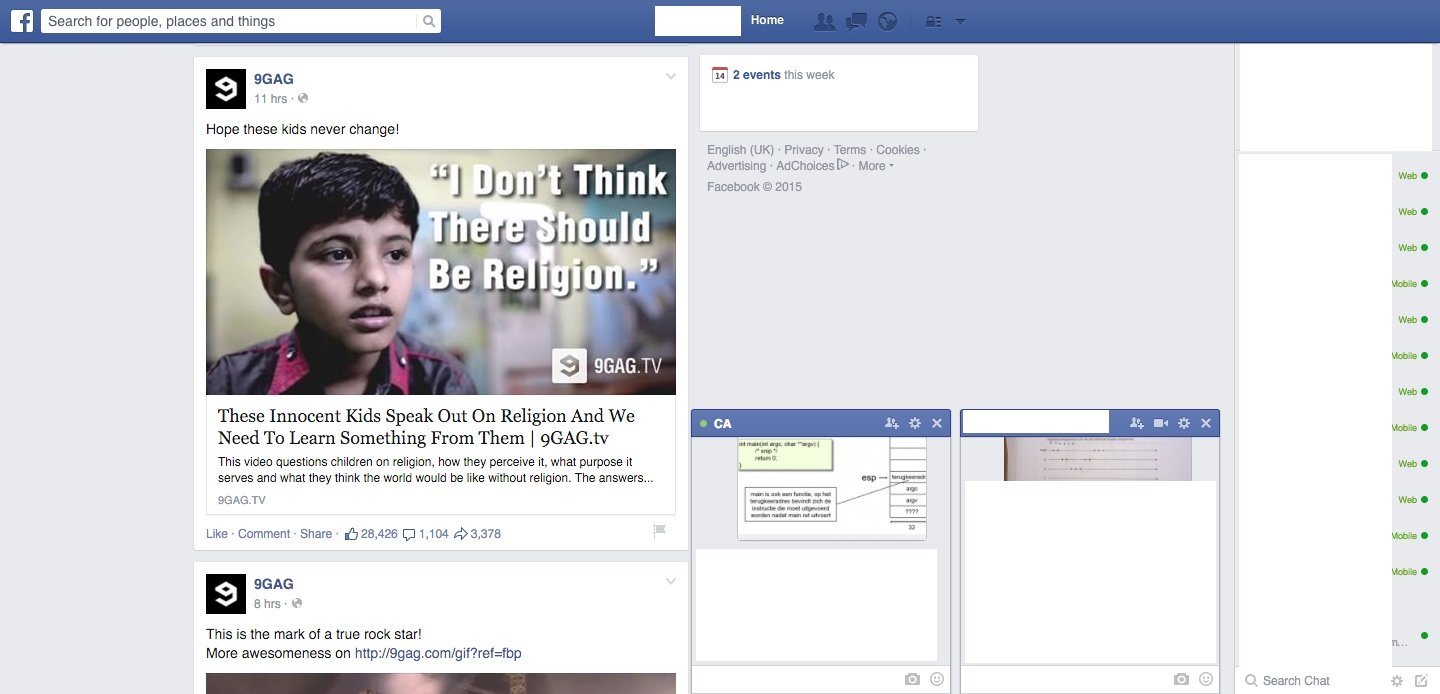 Search for people, places and things
Home
9GAG
11 hrs ·
Hope these kids never change!
“I Don't Think
There Should
Be Religion.”
9GAG.TV
These Innocent Kids Speak Out On Religion And We
Need To Learn Something From Them | 9GAG.tv
This video questions children on religion, how they perceive it, what purpose it
serves and what they think the world would be like without religion. The answers...
9GAG.TV
Like · Comment · Share · 28,426 1,104 3,378
9GAG
8 hrs ·
This is the mark of a true rock star!
More awesomeness on http://9gag.com/gif?ref=fbp
14 2 events this week
English (UK) · Privacy · Terms · Cookies ·
Advertising · AdChoices · More
Facebook © 2015
CA
int main(int argc, char **argv) {
/* snip */
return 0;
}
esp
terugkeeradres
argc
argv
????
32
main is ook een functie, op het
terugkeeradres bevindt zich de
instructie die moet uitgevoerd
worden nadat main ret uitvoert
Web
Web
Web
Mobile
Web
Mobile
Web
Mobile
Web
Web
Mobile
Mobile
m...
Search Chat